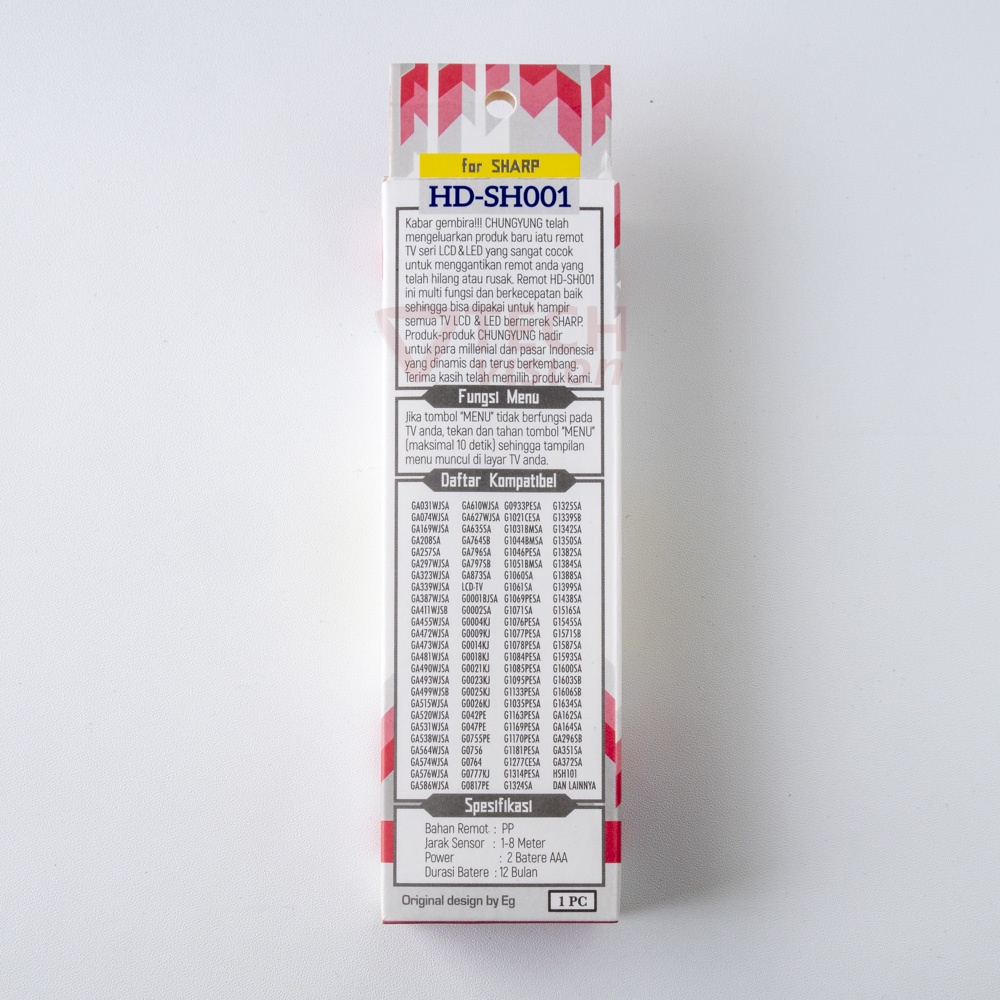 for SHARP
HD-SH001
Kabar gembira!!! CHUNGYUNG telah
mengeluarkan produk baru iatu remot
TV seri LCD & LED yang sangat cocok
untuk menggantikan remot anda yang
telah hilang atau rusak. Remot HD-SH001
ini multi fungsi dan berkecepatan baik
sehingga bisa dipakai untuk hampir
semua TV LCD & LED bermerek SHARP.
Produk-produk CHUNGYUNG hadir
untuk para millenial dan pasar Indonesia
yang dinamis dan terus berkembang.
Terima kasih telah memilih produk kami.
TECH
Fungsi Menu
Jika tombol "MENU" tidak berfungsi pada
TV anda, tekan dan tahan tombol "MENU"
(maksimal 10 detik) sehingga tampilan
menu muncul di layar TV anda.
Daftar Kompatibel
GA031WJSA GA610WJSA G0933PESA G1325SA
GA074WJSA GA627WJSA G1021CESA G1339SB
GA169WJSA GA635SA G1031BMSA G1342SA
GA208SA GA764SB G1044BMSA G1350SA
GA257SA GA796SA G1046PESA G1382SA
GA297WJSA GA797SB G1051BMSA G1384SA
GA323WJSA GA873SA G1060SA G1388SA
GA339WJSA LCD-TV G1061SA G1399SA
GA387WJSA G0001BJSA G1069PESA G1438SA
GA411WJSB G0002SA G1071SA G1516SA
GA455WJSA G0004KJ G1076PESA G1545SA
GA472WJSA G0009KJ G1077PESA G1571SB
GA473WJSA G0014KJ G1078PESA G1587SA
GA481WJSA G0018KJ G1084PESA G1593SA
GA490WJSA G0021KJ G1085PESA G1600SA
GA493WJSA G0023KJ G1095PESA G1603SB
GA499WJSB G0025KJ G1133PESA G1606SB
GA515WJSA G0026KJ G1035PESA G1634SA
GA520WJSA G042PE G1163PESA GA162SA
GA531WJSA G047PE G1169PESA GA164SA
GA538WJSA G0755PE G1170PESA GA296SB
GA564WJSA G0756 G1181PESA GA351SA
GA574WJSA G0764 G1277CESA GA372SA
GA576WJSA G0777KJ G1314PESA HSH101
GA586WJSA G0817PE G1324SA DAN LAINNYA
Spesifikasi
Bahan Remot : PP
Jarak Sensor : 1-8 Meter
Power : 2 Batere AAA
Durasi Batere : 12 Bulan
Original design by Eg
1 PC